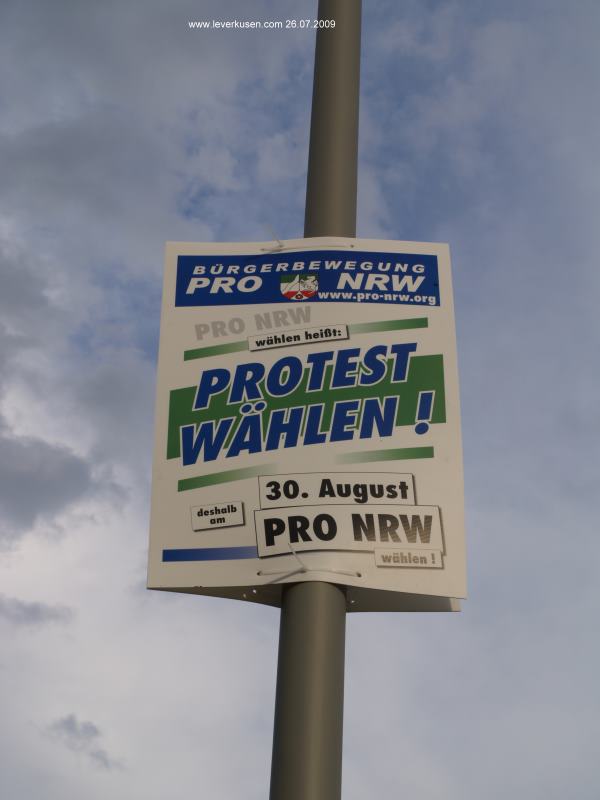 www.leverkusen.com 26.07.2009
BÜRGERBEWEGUNG
PRO NRW
www.pro-nrw.org
PRO NRW
wählen heißt:
PROTEST
WÄHLEN !
30. August
deshalb
am
PRO NRW
wählen !